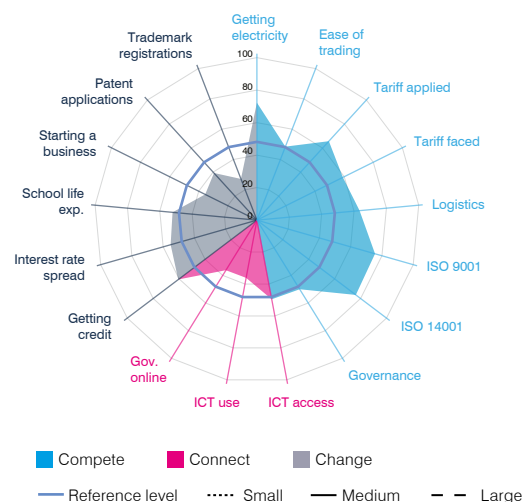 Getting
electricity
Ease of
trading
Tariff applied
Tariff faced
Logistics
ISO 9001
ISO 14001
Governance
ICT access
ICT use
Gov.
online
Getting
credit
Interest rate
spread
School life
exp.
Starting a
business
Patent
applications
Trademark
registrations
100
80
60
40
20
0
Compete Connect Change
Reference level Small Medium Large